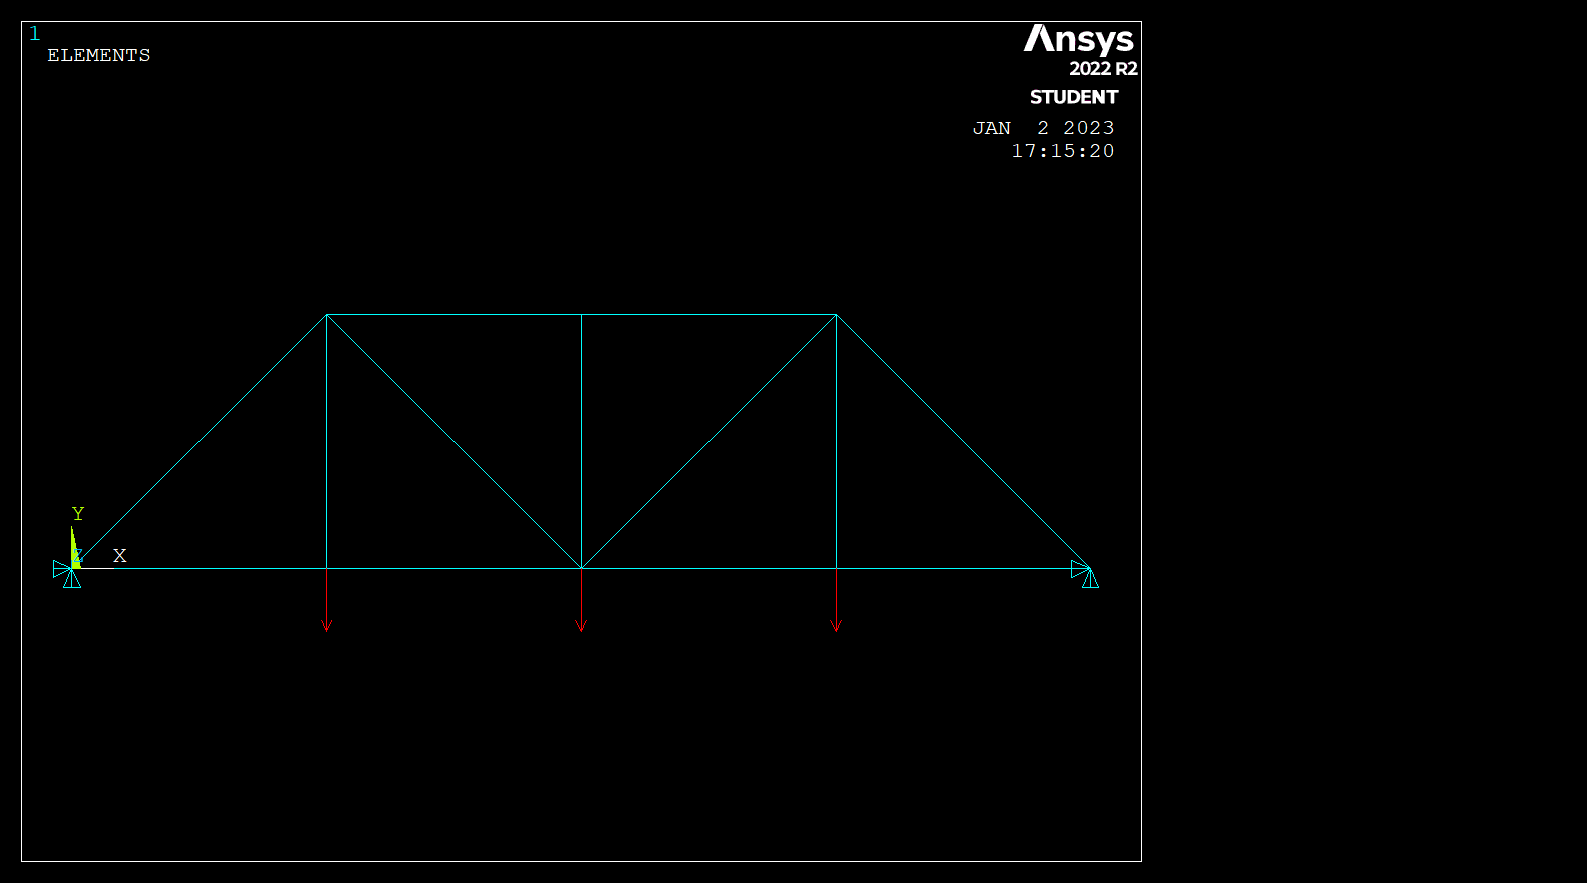 1
ELEMENTS
Ansys
2022 R2
STUDENT
JAN  2 2023
17:15:20
Y
Z
X